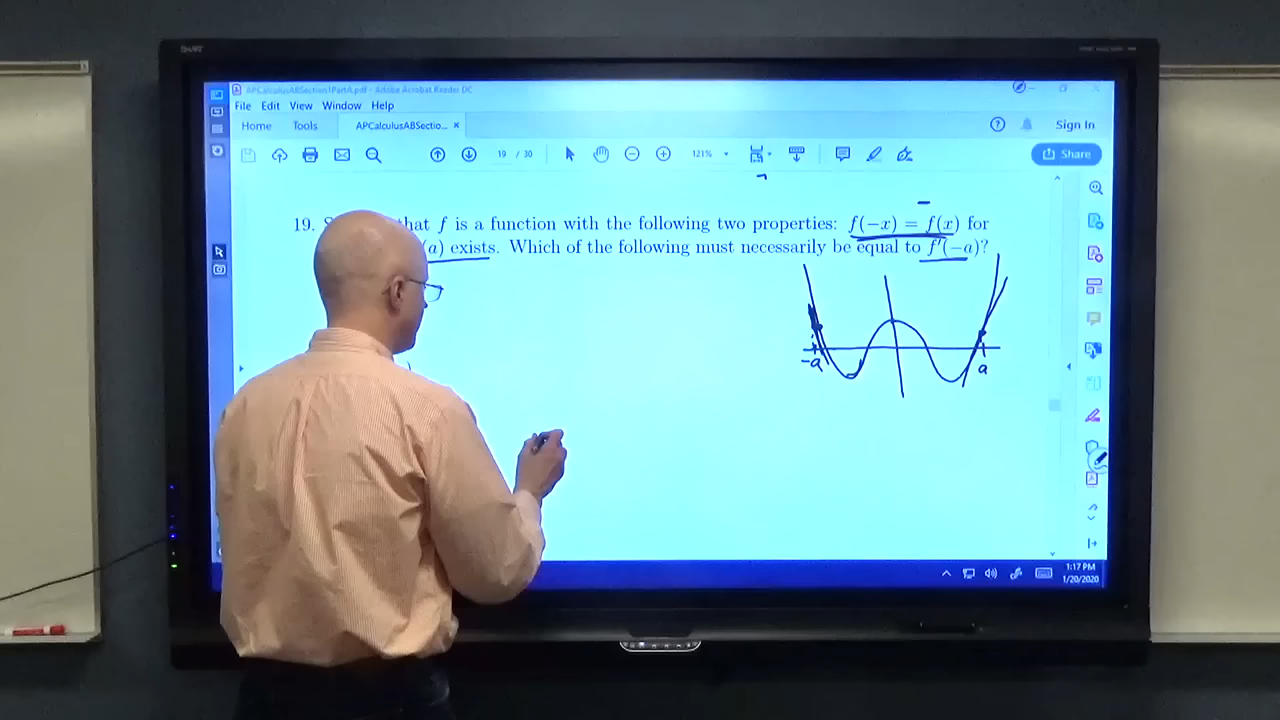 SMART
APCalculusABSection1PartA.pdf - Adobe Acrobat Reader DC
File Edit View Window Help
Home Tools APCalculusABSectio... × Sign In
19 / 30 121% Share
19. S that f is a function with the following two properties: f(−x) = f(x) for
(a) exists. Which of the following must necessarily be equal to f′(−a)?
-a a
1:17 PM
1/20/2020